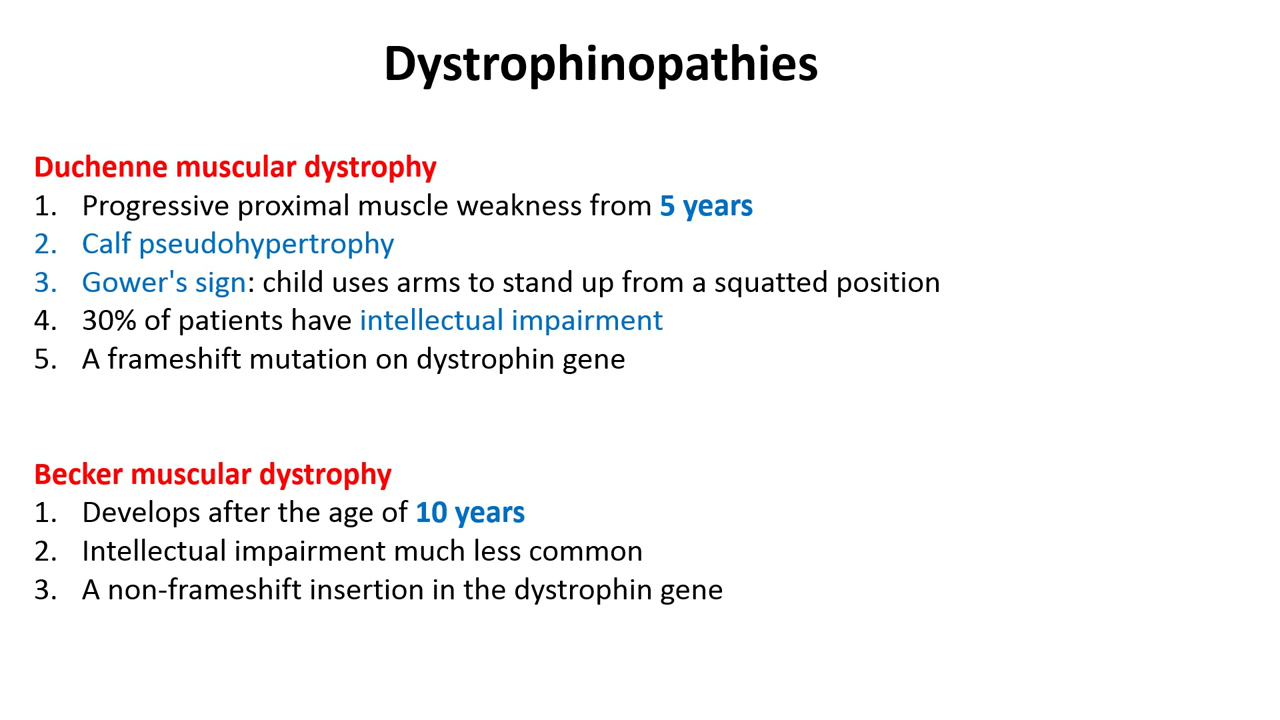 Dystrophinopathies
Duchenne muscular dystrophy
1. Progressive proximal muscle weakness from 5 years
2. Calf pseudohypertrophy
3. Gower's sign: child uses arms to stand up from a squatted position
4. 30% of patients have intellectual impairment
5. A frameshift mutation on dystrophin gene
Becker muscular dystrophy
1. Develops after the age of 10 years
2. Intellectual impairment much less common
3. A non-frameshift insertion in the dystrophin gene